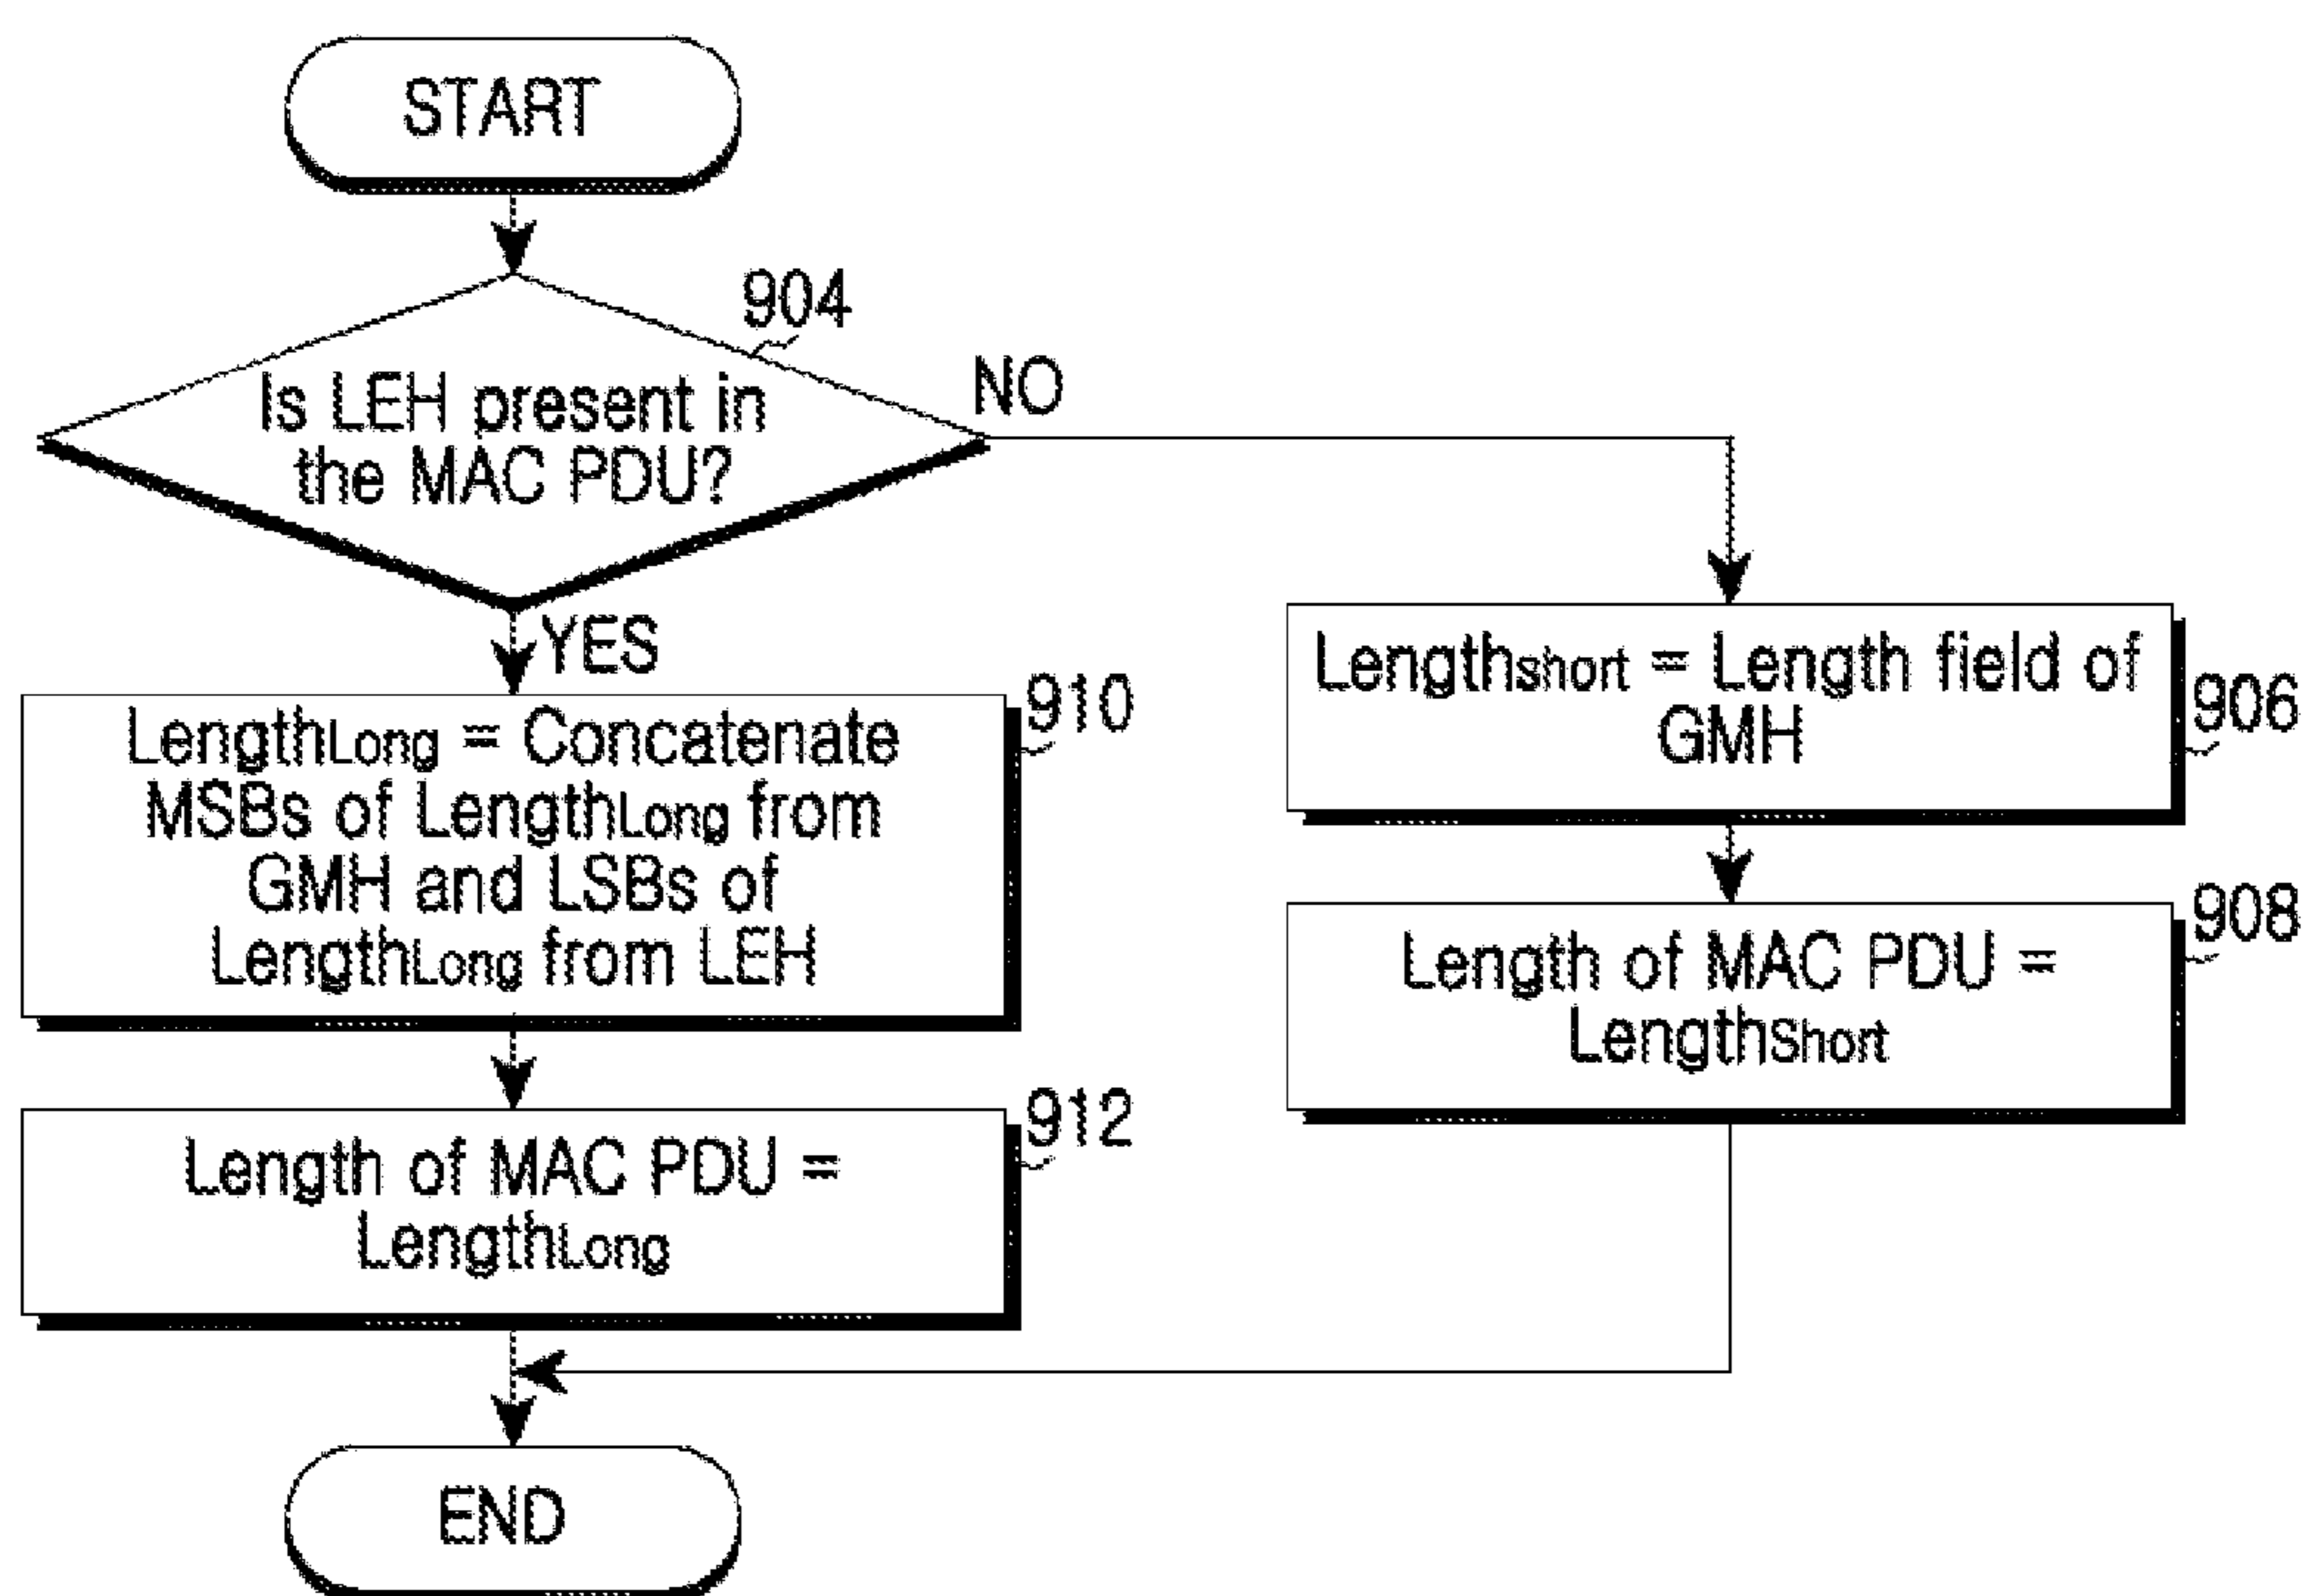 START
904
Is LEH present in
the MAC PDU?
NO
YES
910
LengthLong = Concatenate
MSBs of LengthLong from
GMH and LSBs of
LengthLong from LEH
912
Length of MAC PDU =
LengthLong
Lengthshort = Length field of
GMH
906
Length of MAC PDU =
LengthShort
908
END